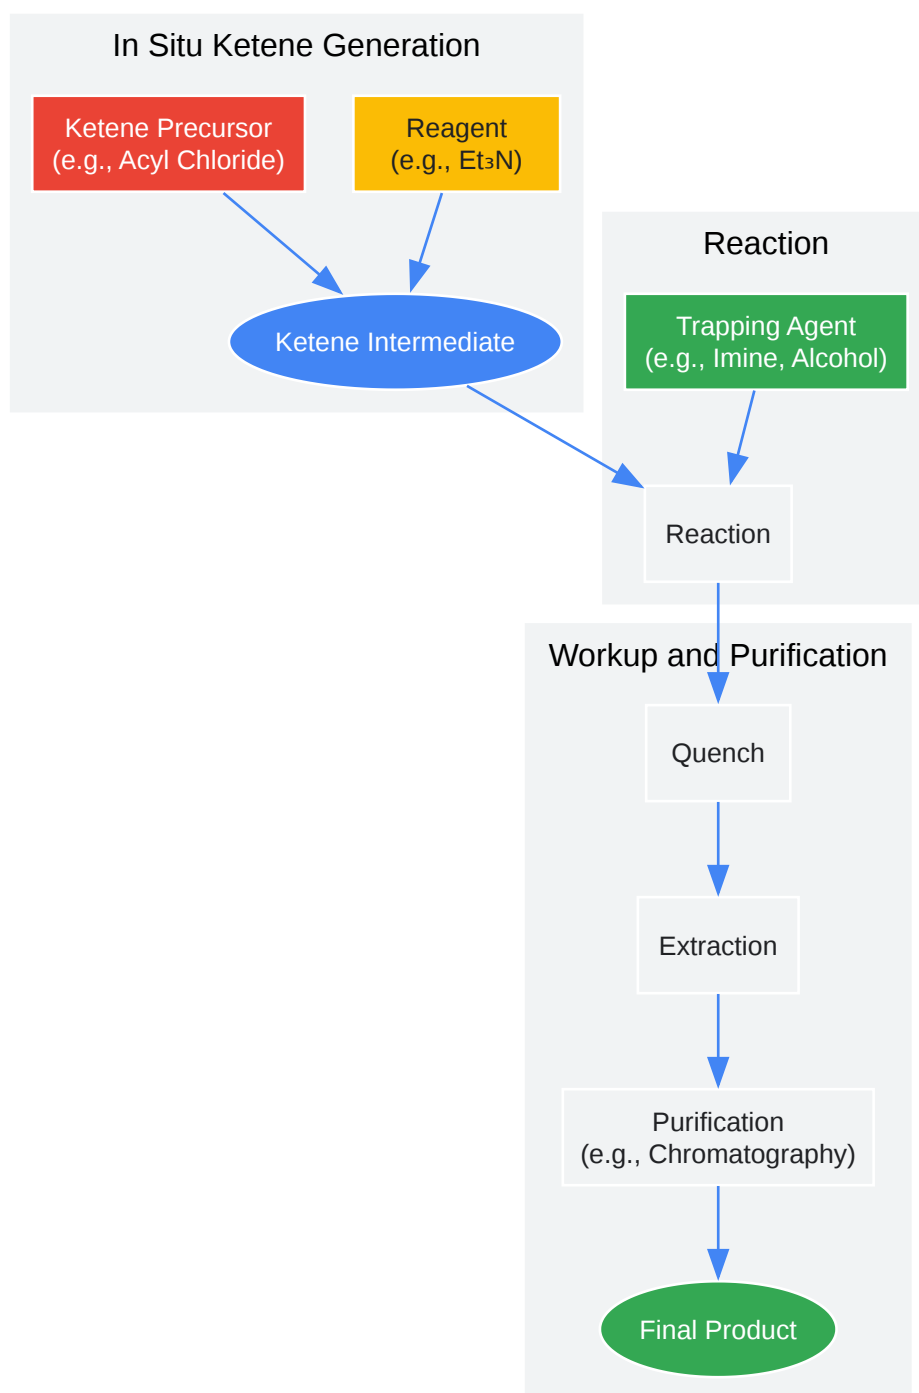 In Situ Ketene Generation
Ketene Precursor
(e.g., Acyl Chloride)
Reagent
(e.g., Et₃N)
Ketene Intermediate
Reaction
Trapping Agent
(e.g., Imine, Alcohol)
Reaction
Workup and Purification
Quench
Extraction
Purification
(e.g., Chromatography)
Final Product